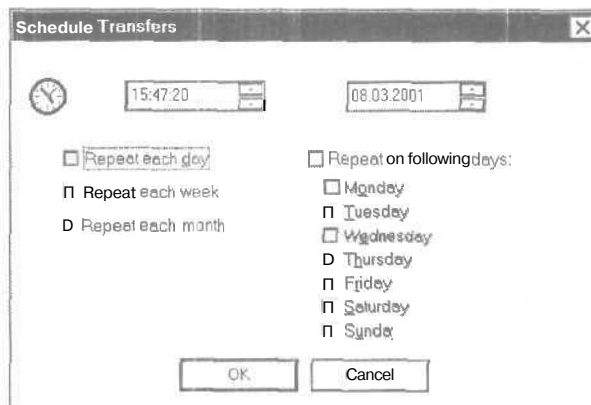 Schedule Transfers
15:47:20
08.03.2001
Repeat each day
Repeat each week
Repeat each month
Repeat on following days:
Monday
Tuesday
Wednesday
Thursday
Friday
Saturday
Sunda
OK
Cancel